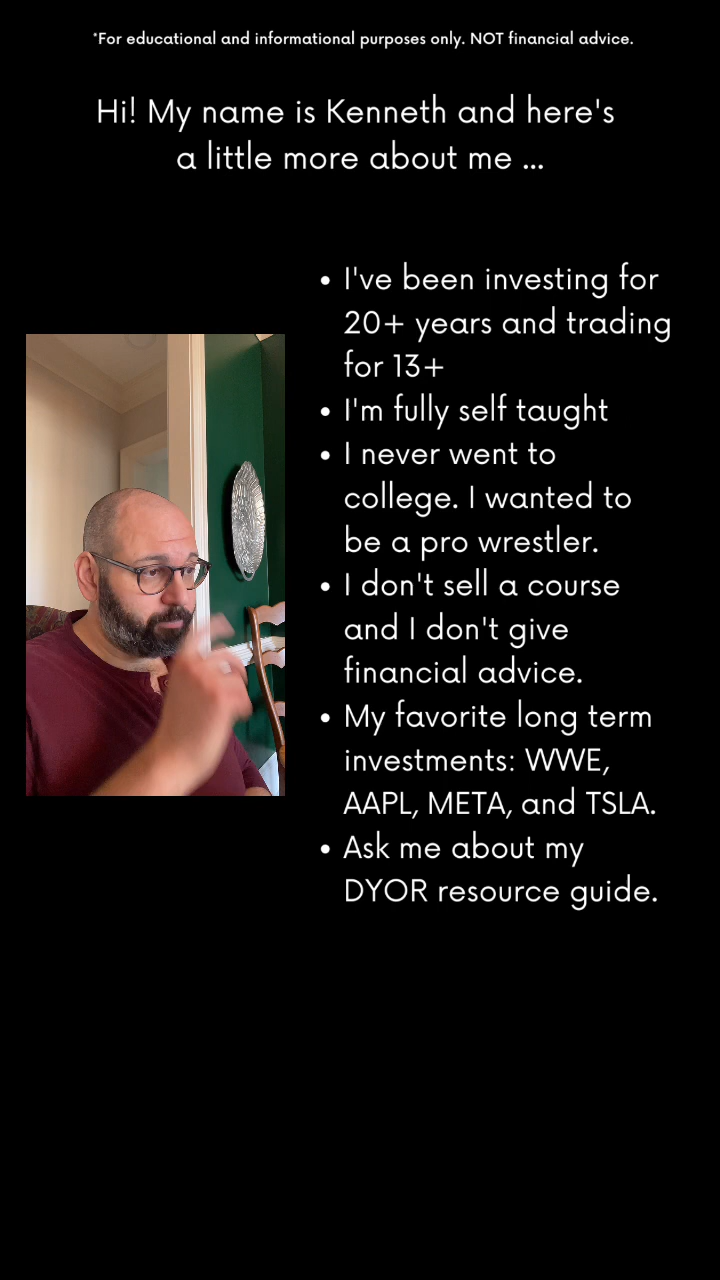 *For educational and informational purposes only. NOT financial advice.
Hi! My name is Kenneth and here's
a little more about me ...
• I've been investing for
20+ years and trading
for 13+
• I'm fully self taught
• I never went to
college. I wanted to
be a pro wrestler.
• I don't sell a course
and I don't give
financial advice.
• My favorite long term
investments: WWE,
AAPL, META, and TSLA.
• Ask me about my
DYOR resource guide.